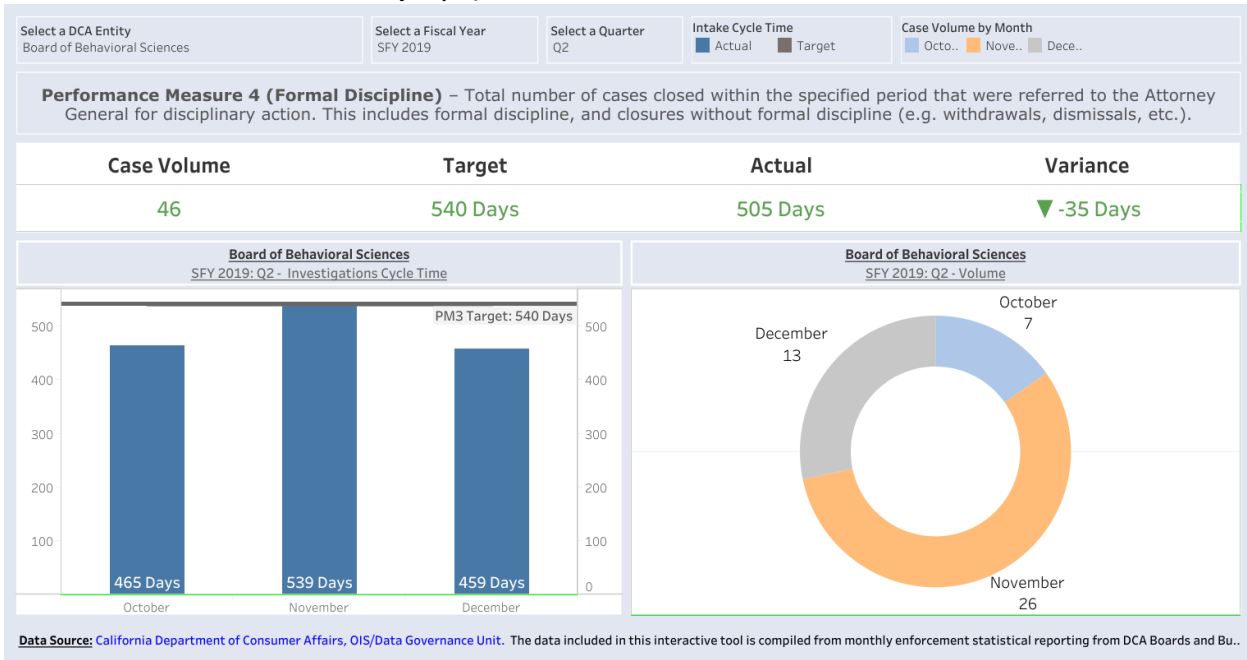 Select a DCA Entity
Board of Behavioral Sciences
Select a Fiscal Year
SFY 2019
Select a Quarter
Q2
Intake Cycle Time
Actual Target
Case Volume by Month
Octo.. Nove.. Dece..
Performance Measure 4 (Formal Discipline) – Total number of cases closed within the specified period that were referred to the Attorney
General for disciplinary action. This includes formal discipline, and closures without formal discipline (e.g. withdrawals, dismissals, etc.).
Case Volume Target Actual Variance
46 540 Days 505 Days ▼ -35 Days
Board of Behavioral Sciences
SFY 2019: Q2 - Investigations Cycle Time
PM3 Target: 540 Days
500 500
400 400
300 300
200 200
100 100
0
465 Days 539 Days 459 Days
October November December
Board of Behavioral Sciences
SFY 2019: Q2 - Volume
October
7
December
13
November
26
Data Source: California Department of Consumer Affairs, OIS/Data Governance Unit. The data included in this interactive tool is compiled from monthly enforcement statistical reporting from DCA Boards and Bu..